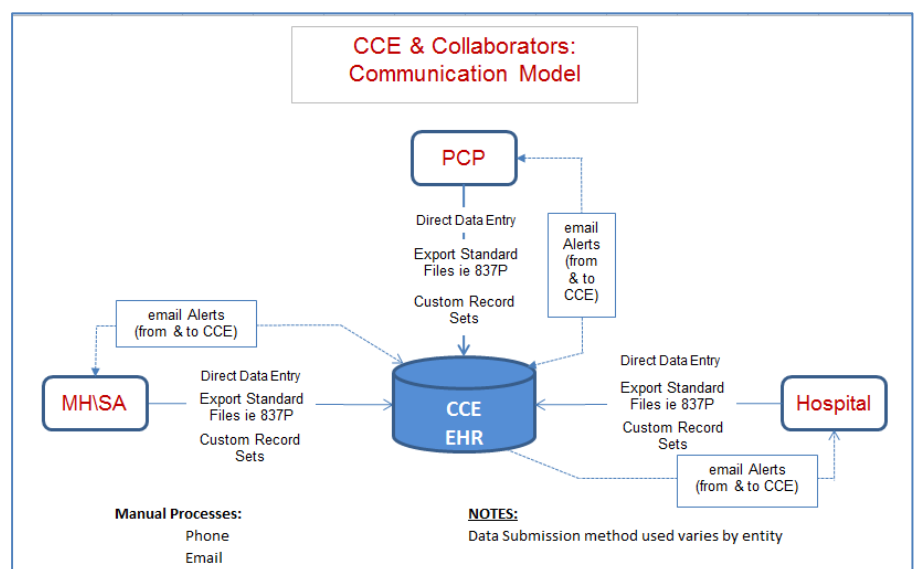 CCE & Collaborators:
Communication Model
PCP
Direct Data Entry
Export Standard
Files ie 837P
Custom Record
Sets
email
Alerts
(from
& to
CCE)
email Alerts
(from & to CCE)
MH\SA
Direct Data Entry
Export Standard
Files ie 837P
Custom Record
Sets
CCE
EHR
Direct Data Entry
Export Standard
Files ie 837P
Custom Record
Sets
Hospital
email Alerts
(from & to CCE)
Manual Processes:
Phone
Email
NOTES:
Data Submission method used varies by entity